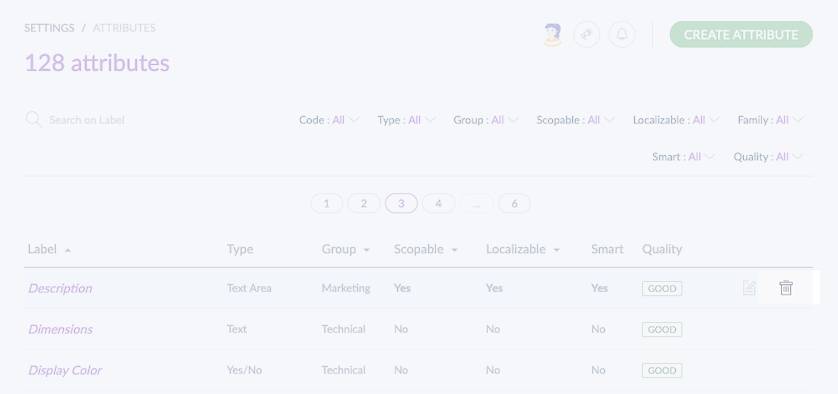 SETTINGS / ATTRIBUTES
CREATE ATTRIBUTE
128 attributes
Search on Label
Code : All Type : All Group : All Scopable : All Localizable : All Family : All
Smart : All Quality : All
1 2 3 4 ... 6
Label Type Group Scopable Localizable Smart Quality
Description Text Area Marketing Yes Yes Yes GOOD
Dimensions Text Technical No No No GOOD
Display Color Yes/No Technical No No No GOOD